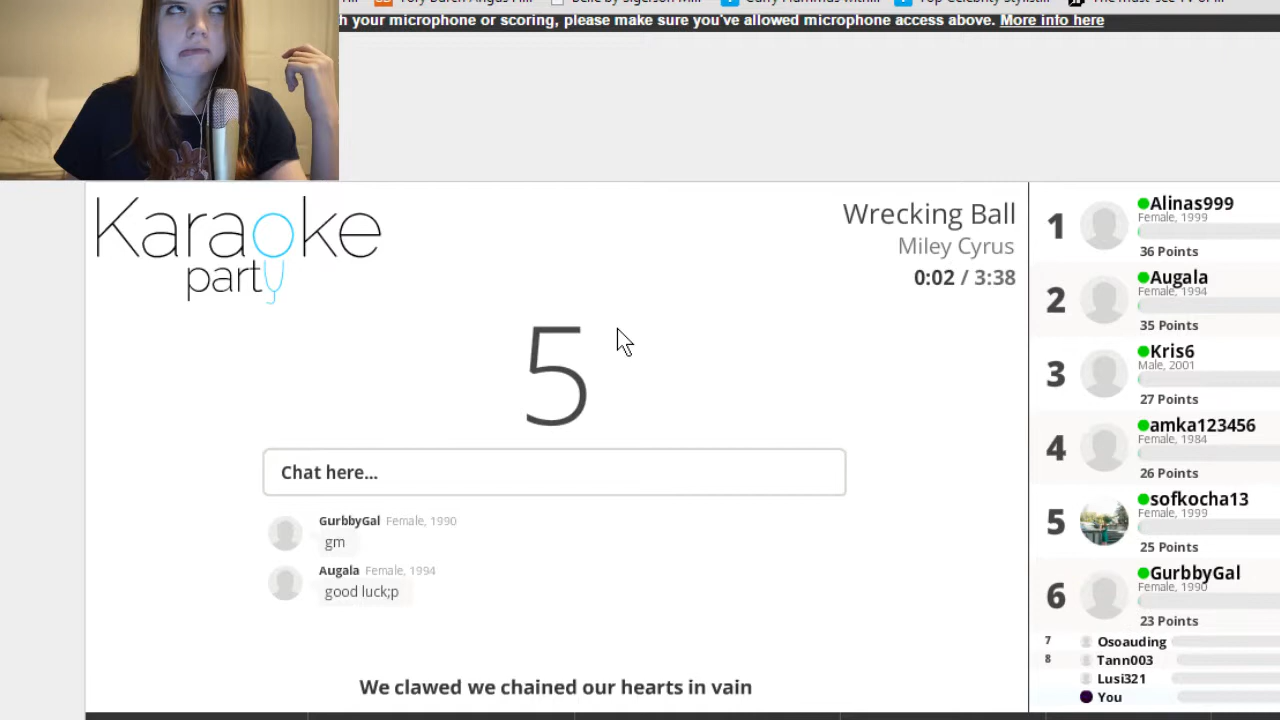 h your microphone or scoring, please make sure you've allowed microphone access above. More info here
Karaoke
party
Wrecking Ball
Miley Cyrus
0:02 / 3:38
5
Chat here...
GurbbyGal Female, 1990
gm
Augala Female, 1994
good luck;p
We clawed we chained our hearts in vain
1
Alinas999
Female, 1999
36 Points
2
Augala
Female, 1994
35 Points
3
Kris6
Male, 2001
27 Points
4
amka123456
Female, 1984
26 Points
5
sofkocha13
Female, 1999
25 Points
6
GurbbyGal
Female, 1990
23 Points
7 Osoauding
8 Tann003
Lusi321
You